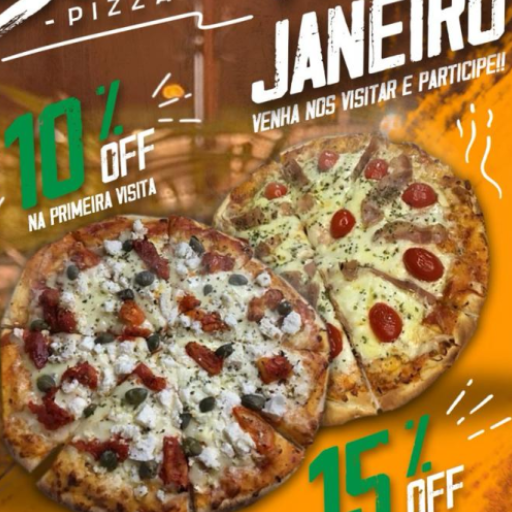 - PIZZA
JANEIRO
VENHA NOS VISITAR E PARTICIPE!!
10% OFF
NA PRIMEIRA VISITA
15% OFF